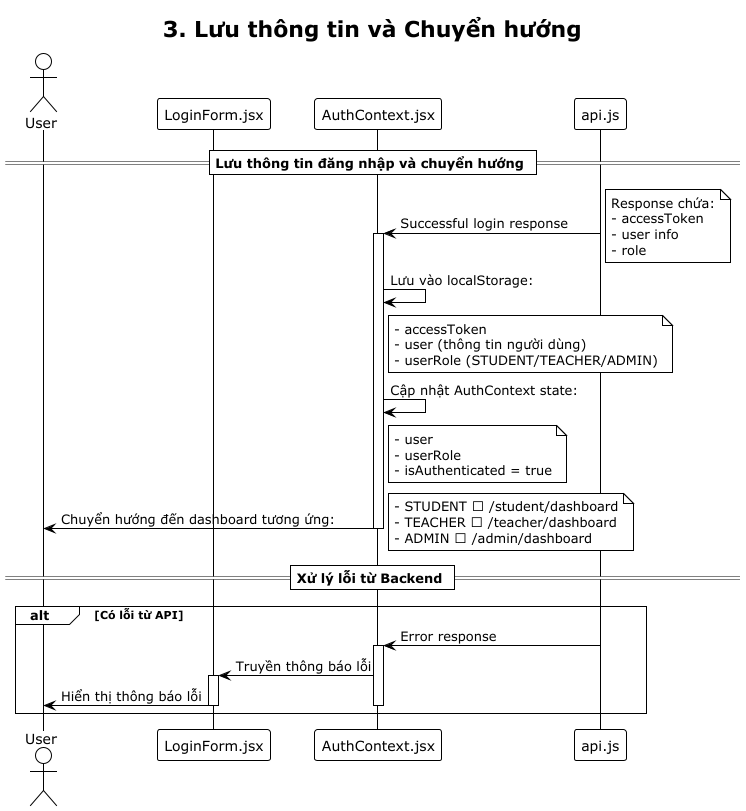 3. Lưu thông tin và Chuyển hướng
User
LoginForm.jsx
AuthContext.jsx
api.js
Lưu thông tin đăng nhập và chuyển hướng
Response chứa:
- accessToken
- user info
- role
Successful login response
Lưu vào localStorage:
- accessToken
- user (thông tin người dùng)
- userRole (STUDENT/TEACHER/ADMIN)
Cập nhật AuthContext state:
- user
- userRole
- isAuthenticated = true
Chuyển hướng đến dashboard tương ứng:
- STUDENT □ /student/dashboard
- TEACHER □ /teacher/dashboard
- ADMIN □ /admin/dashboard
Xử lý lỗi từ Backend
alt [Có lỗi từ API]
Error response
Truyền thông báo lỗi
Hiển thị thông báo lỗi
User
LoginForm.jsx
AuthContext.jsx
api.js